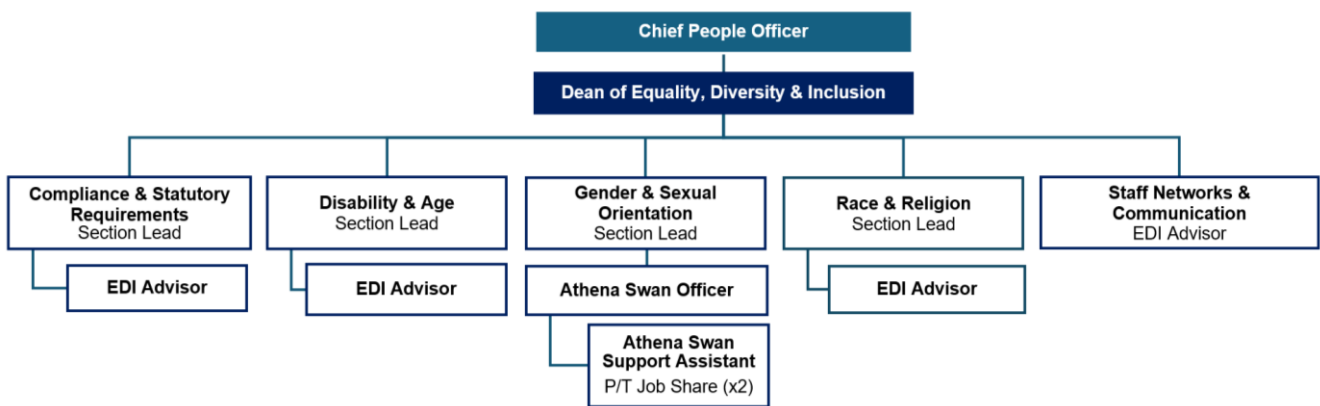 Chief People Officer
Dean of Equality, Diversity & Inclusion
Compliance & Statutory
Requirements
Section Lead
EDI Advisor
Disability & Age
Section Lead
EDI Advisor
Gender & Sexual
Orientation
Section Lead
Athena Swan Officer
Athena Swan
Support Assistant
P/T Job Share (x2)
Race & Religion
Section Lead
EDI Advisor
Staff Networks &
Communication
EDI Advisor